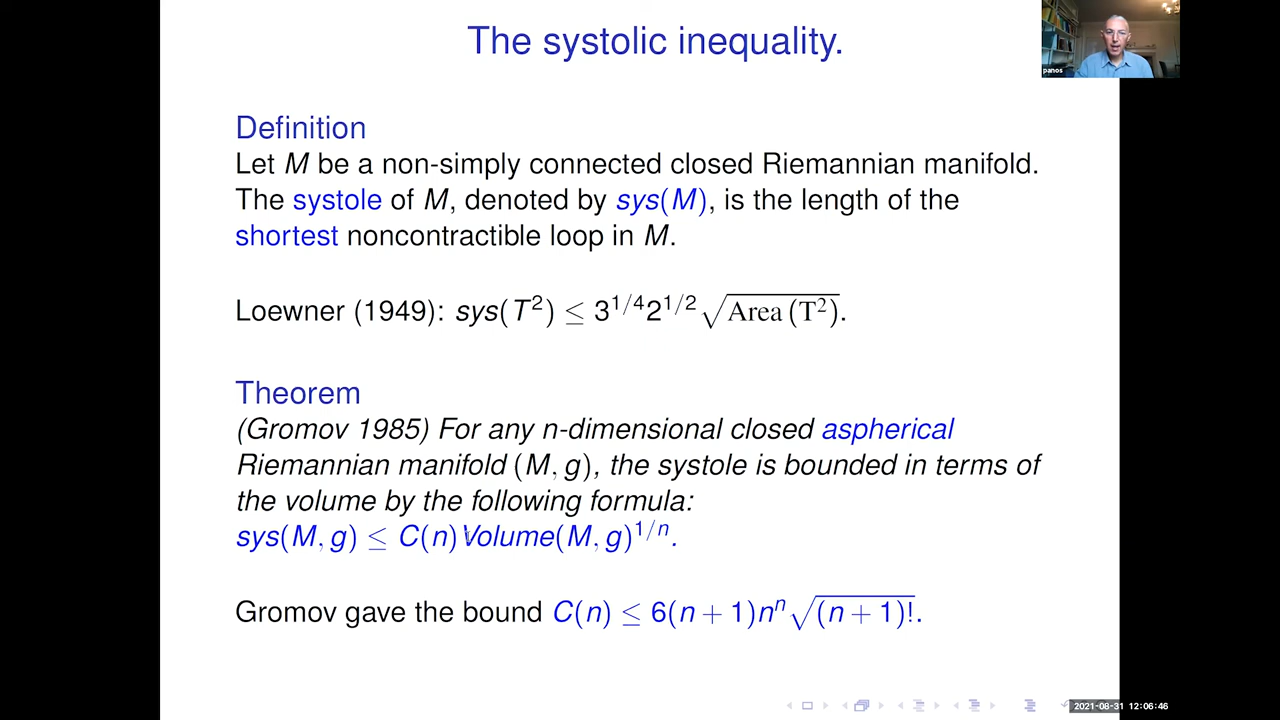 The systolic inequality.
panos
Definition
Let M be a non-simply connected closed Riemannian manifold.
The systole of M, denoted by sys(M), is the length of the
shortest noncontractible loop in M.
Loewner (1949): sys(T²) ≤ 3^{1/4}2^{1/2}√(Area (T²)).
Theorem
(Gromov 1985) For any n-dimensional closed aspherical
Riemannian manifold (M, g), the systole is bounded in terms of
the volume by the following formula:
sys(M, g) ≤ C(n)Volume(M, g)^{1/n}.
Gromov gave the bound C(n) ≤ 6(n + 1)nⁿ√((n + 1)!).
2021-08-31 12:06:46